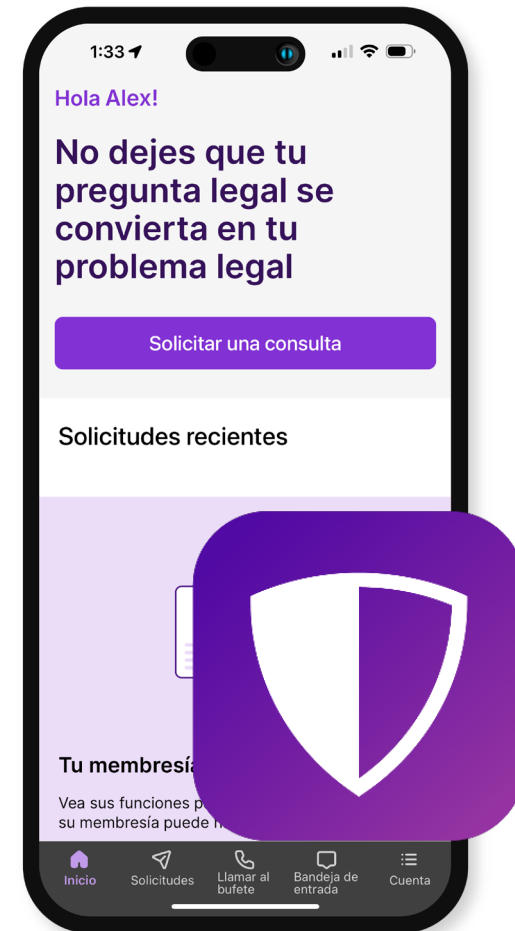 1:33
Hola Alex!
No dejes que tu
pregunta legal se
convierta en tu
problema legal
Solicitar una consulta
Solicitudes recientes
Tu membresía
Vea sus funciones
su membresía puede
Inicio
Solicitudes
Llamar al
bufete
Bandeja de
entrada
Cuenta